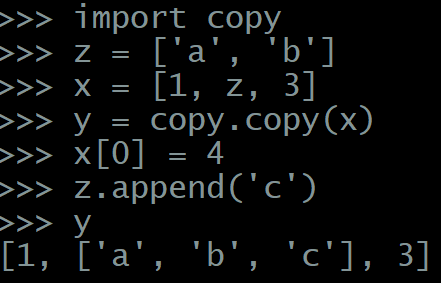 >>> import copy
>>> z = ['a', 'b']
>>> x = [1, z, 3]
>>> y = copy.copy(x)
>>> x[0] = 4
>>> z.append('c')
>>> y
[1, ['a', 'b', 'c'], 3]